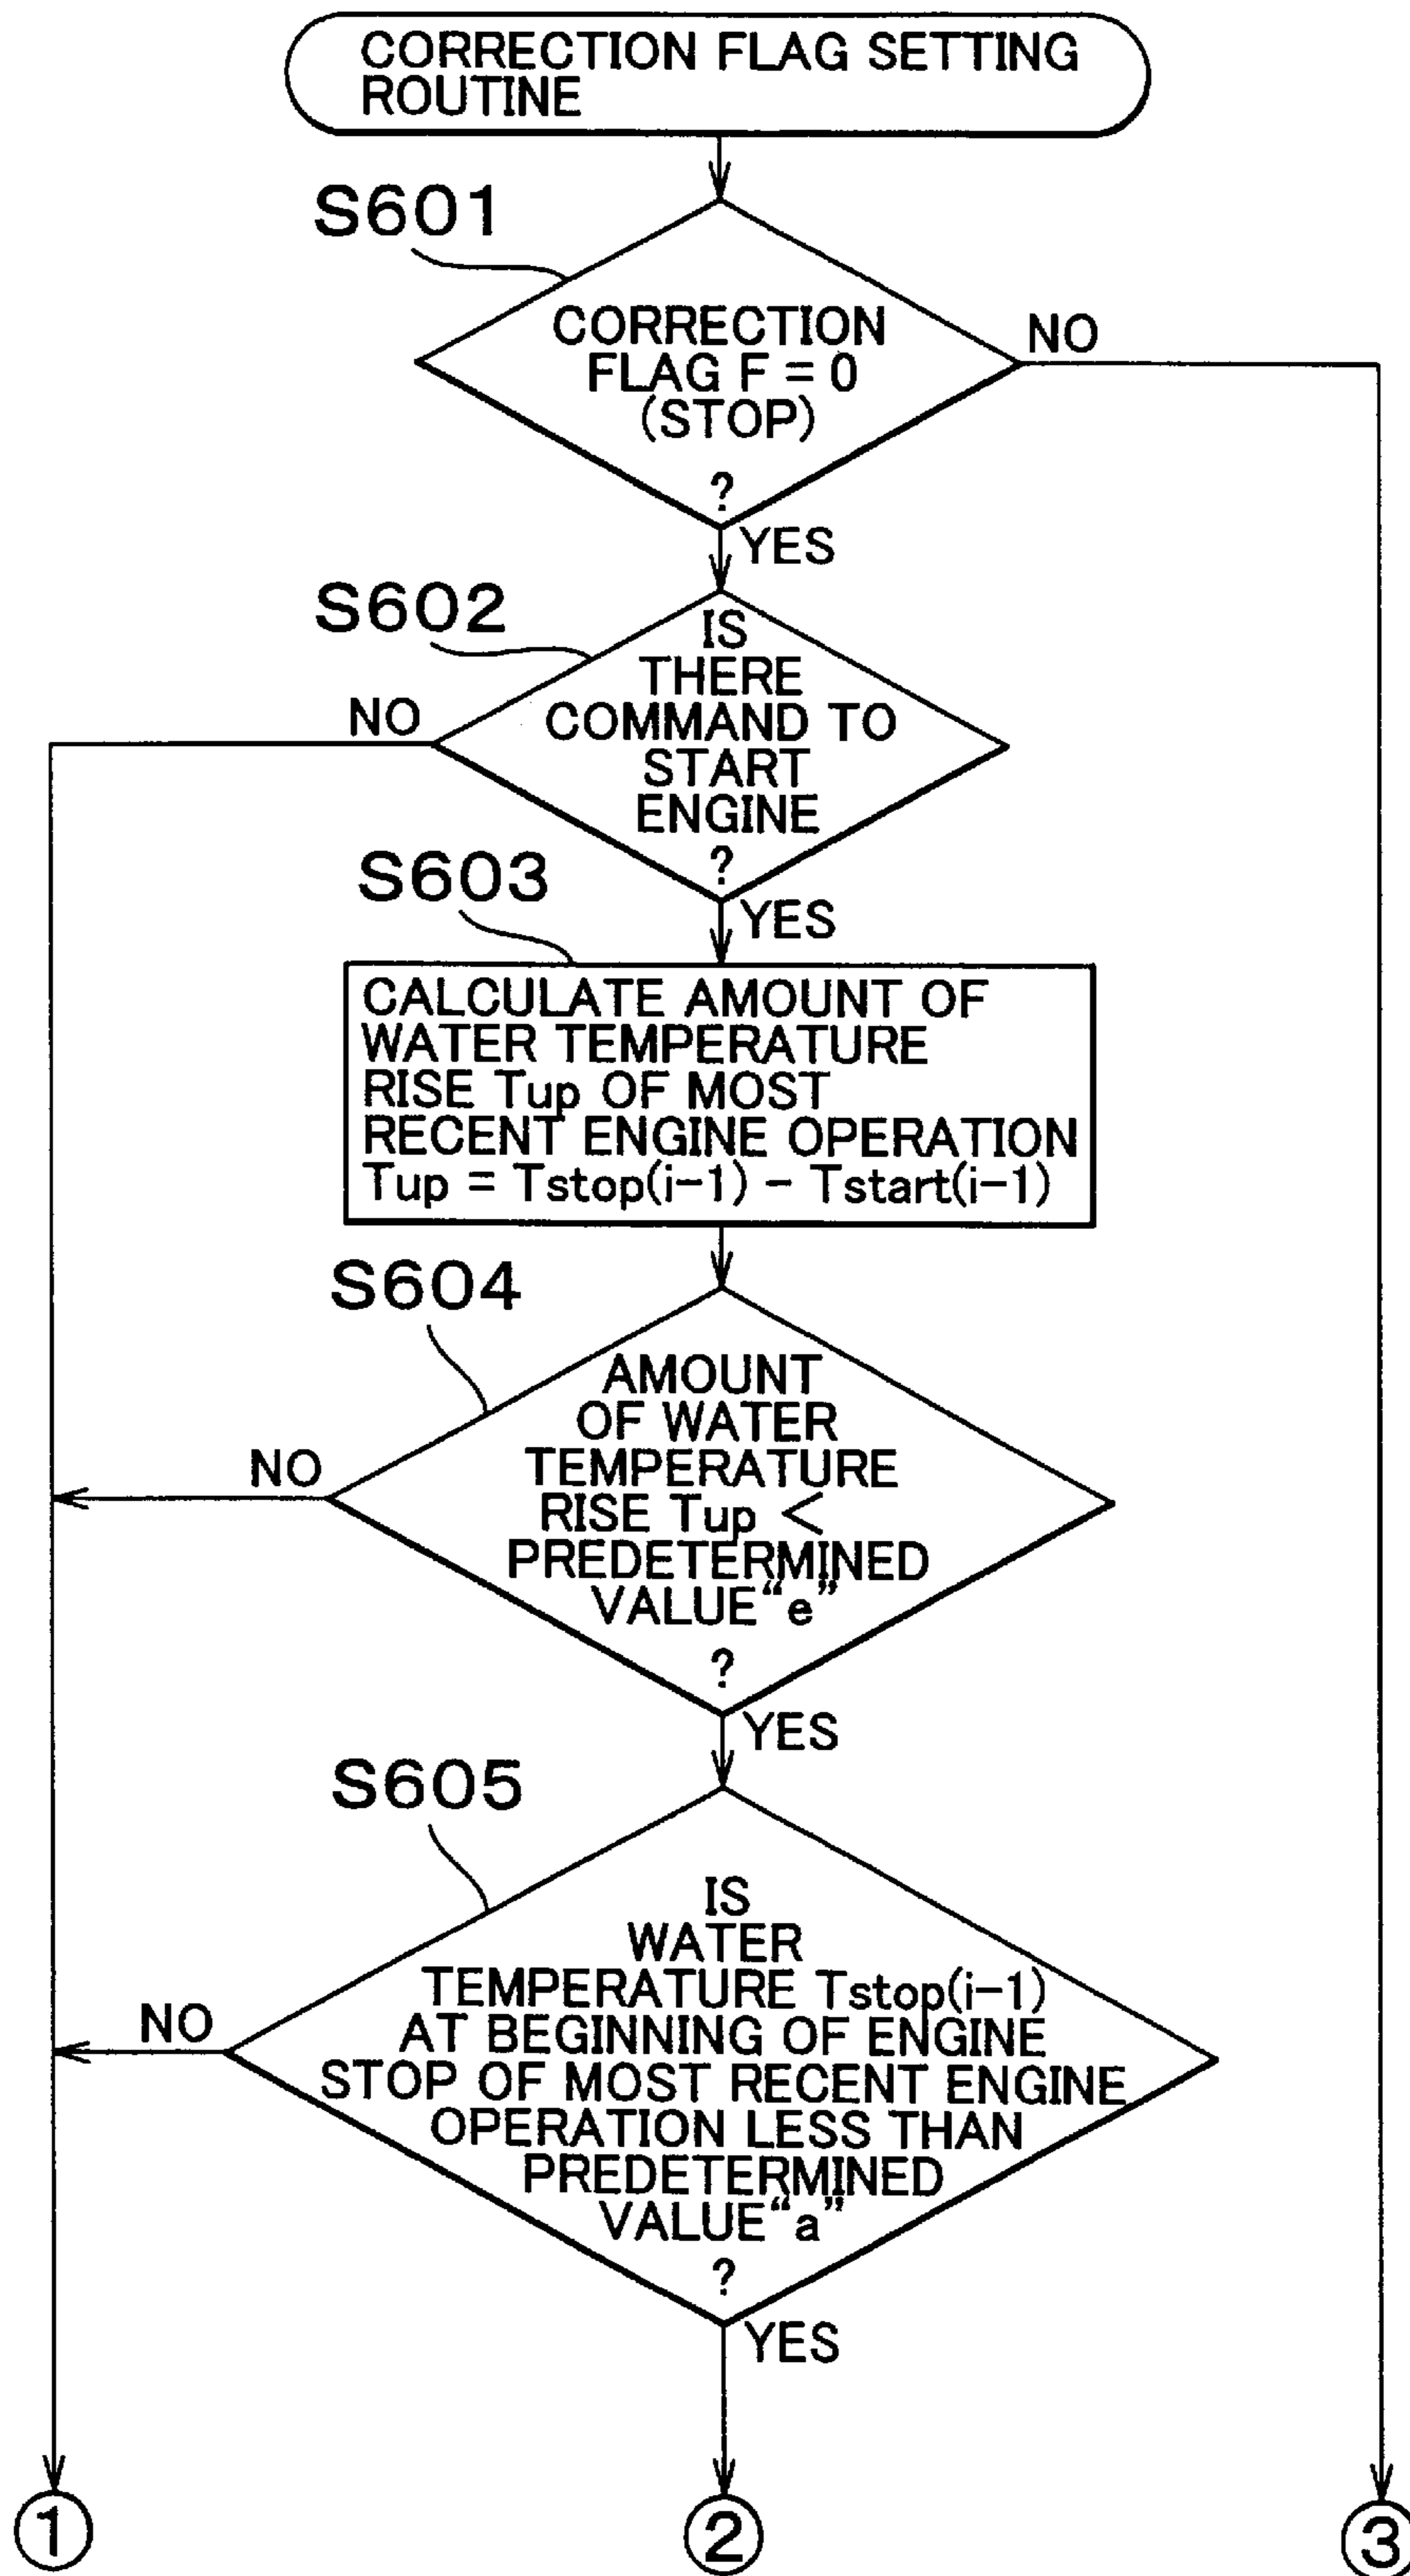 CORRECTION FLAG SETTING
ROUTINE
S601
CORRECTION
FLAG F = 0
(STOP)
?
NO
YES
S602
IS
THERE
COMMAND TO
START
ENGINE
?
NO
YES
S603
CALCULATE AMOUNT OF
WATER TEMPERATURE
RISE Tup OF MOST
RECENT ENGINE OPERATION
Tup = Tstop(i-1) - Tstart(i-1)
S604
AMOUNT
OF WATER
TEMPERATURE
RISE Tup <
PREDETERMINED
VALUE“e”
?
NO
YES
S605
IS
WATER
TEMPERATURE Tstop(i-1)
AT BEGINNING OF ENGINE
STOP OF MOST RECENT ENGINE
OPERATION LESS THAN
PREDETERMINED
VALUE“a”
?
NO
YES
①
②
③